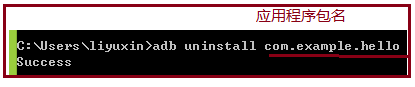 应用程序包名
C:\Users\liyuxin>adb uninstall com.example.hello
Success